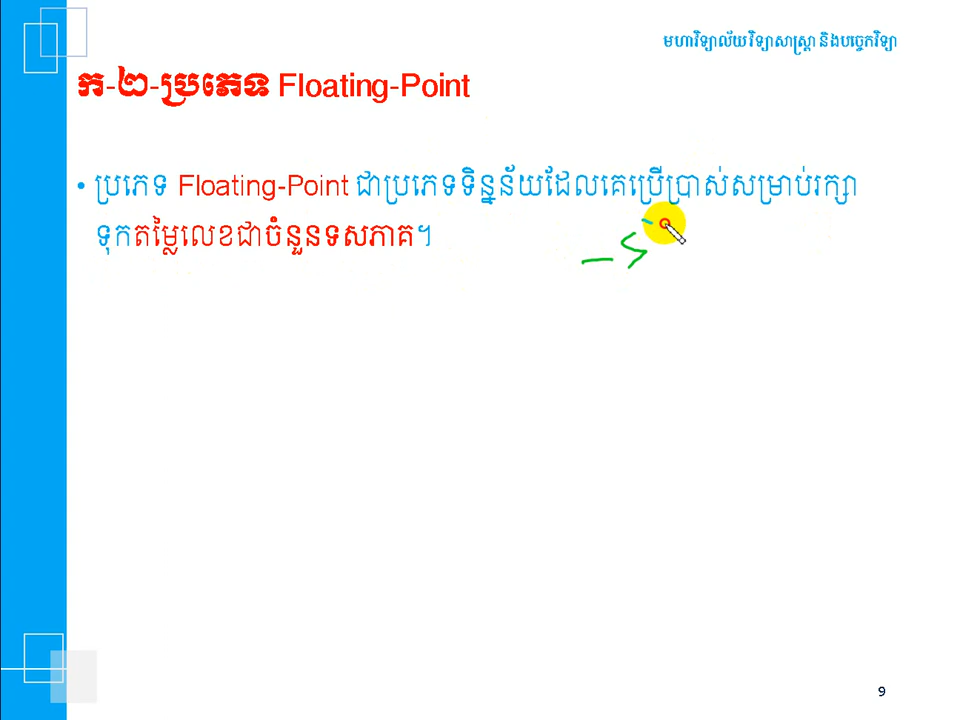 មហាវិទ្យាល័យ វិទ្យាសាស្ត្រា និងបច្ចេកវិទ្យា
ក-២-ប្រភេទ Floating-Point
• ប្រភេទ Floating-Point ជាប្រភេទទិន្នន័យដែលគេប្រើប្រាស់សម្រាប់រក្សា
ទុកតម្លៃលេខជាចំនួនទសភាគ។
9